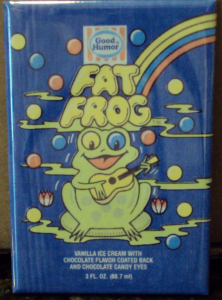 Good
Humor
FAT
FROG
VANILLA ICE CREAM WITH
CHOCOLATE FLAVOR COATED BACK
AND CHOCOLATE CANDY EYES
3 FL. OZ. (88.7 ml)